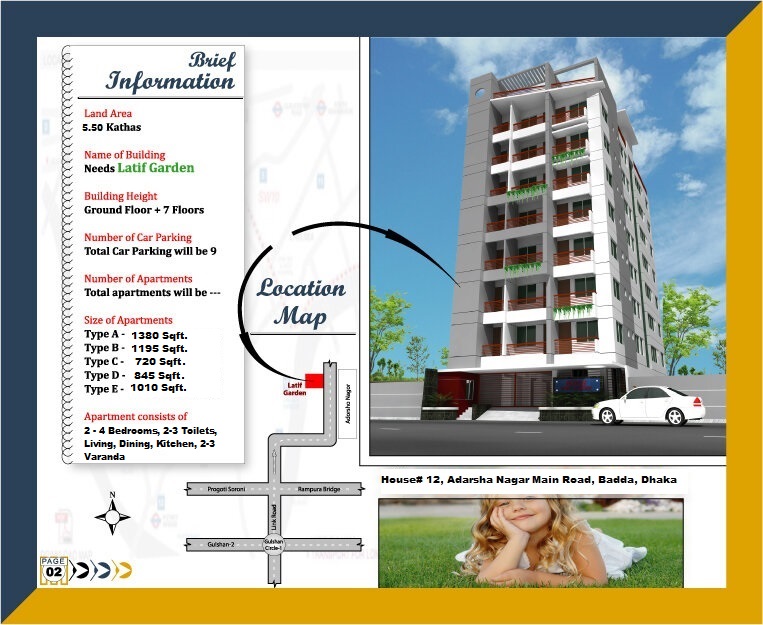 Brief
Information
Land Area
5.50 Kathas
Name of Building
Needs Latif Garden
Building Height
Ground Floor + 7 Floors
Number of Car Parking
Total Car Parking will be 9
Number of Apartments
Total apartments will be ---
Size of Apartments
Type A - 1380 Sqft.
Type B - 1195 Sqft.
Type C - 720 Sqft.
Type D - 845 Sqft.
Type E - 1010 Sqft.
Apartment consists of
2 - 4 Bedrooms, 2-3 Toilets,
Living, Dining, Kitchen, 2-3
Varanda
Location
Map
Latif
Garden
Adorsho Nagor
Progoti Soroni
Rampura Bridge
Link Road
Gulshan-2
Gulshan
Circle-1
N
House# 12, Adarsha Nagar Main Road, Badda, Dhaka
PAGE
02